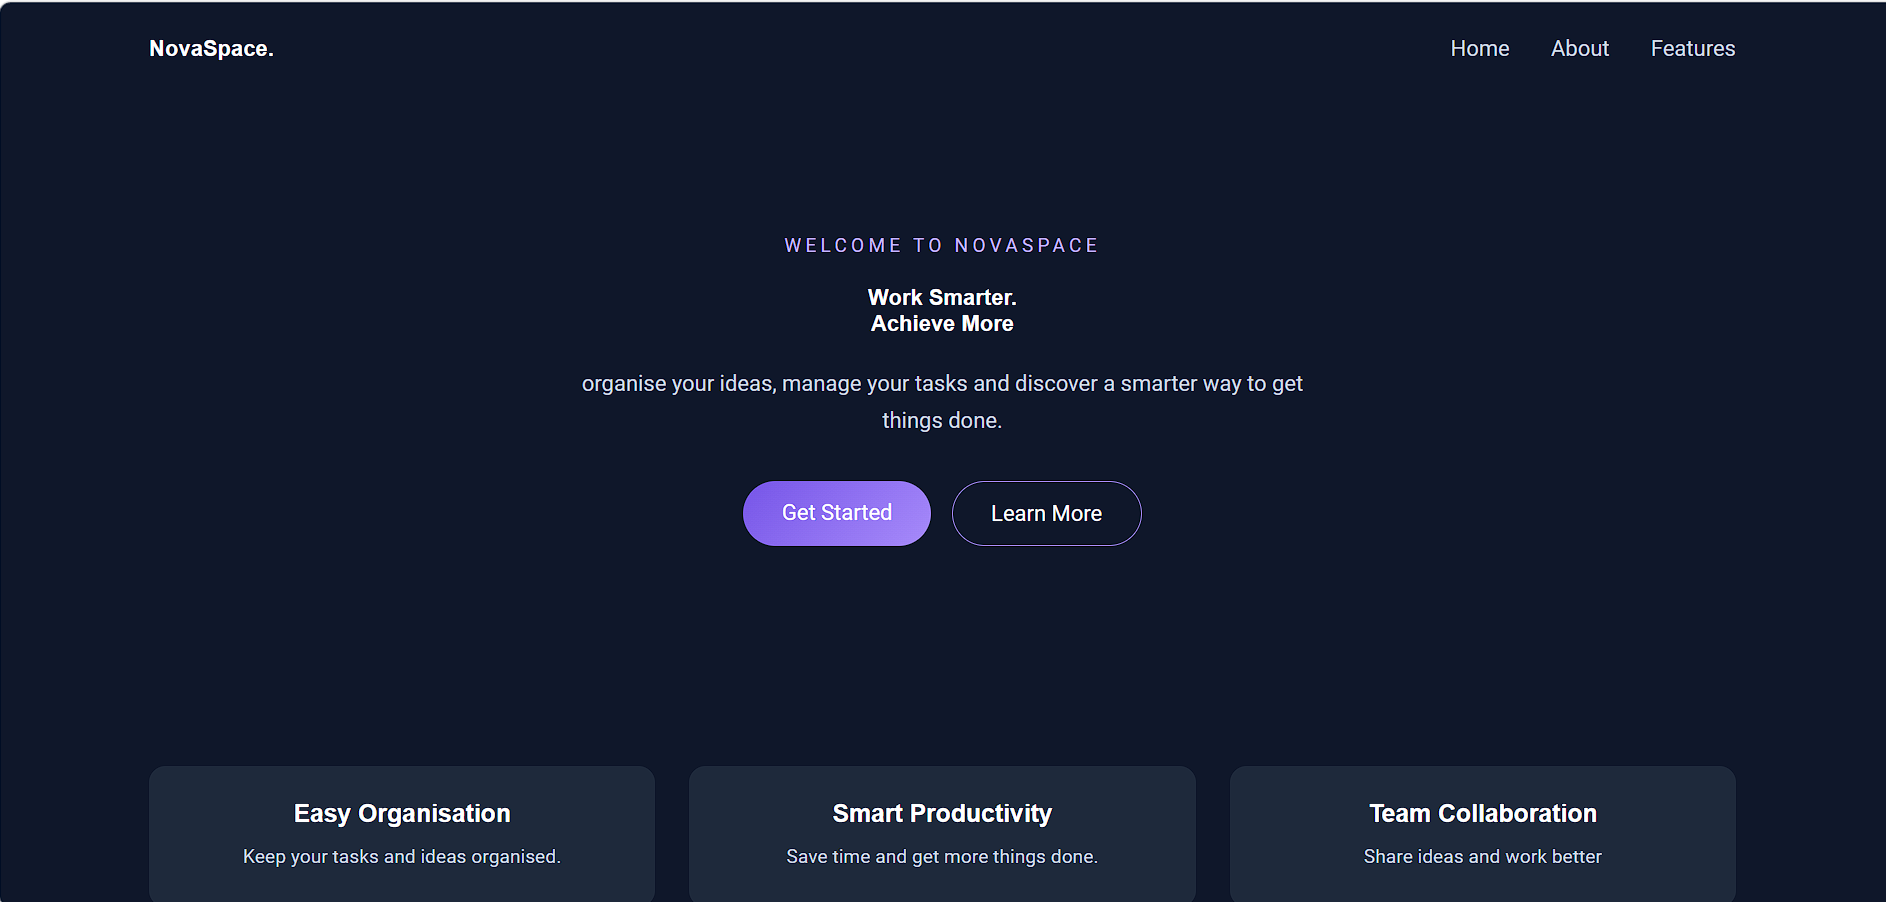 NovaSpace.
Home About Features
WELCOME TO NOVASPACE
Work Smarter.
Achieve More
organise your ideas, manage your tasks and discover a smarter way to get
things done.
Get Started
Learn More
Easy Organisation
Keep your tasks and ideas organised.
Smart Productivity
Save time and get more things done.
Team Collaboration
Share ideas and work better